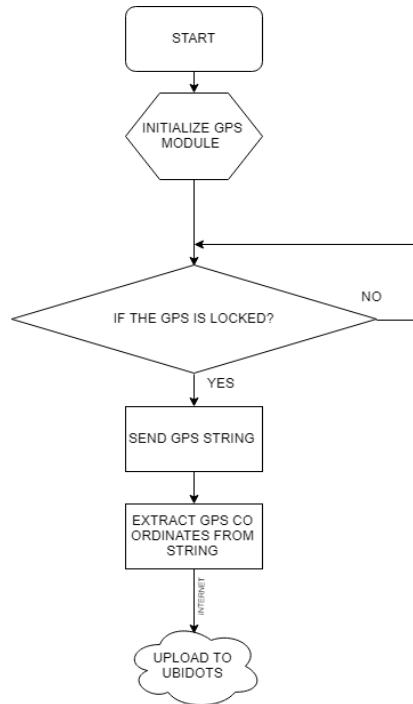 START
INITIALIZE GPS
MODULE
NO
IF THE GPS IS LOCKED?
YES
SEND GPS STRING
EXTRACT GPS CO
ORDINATES FROM
STRING
INTERNET
UPLOAD TO
UBIDOTS